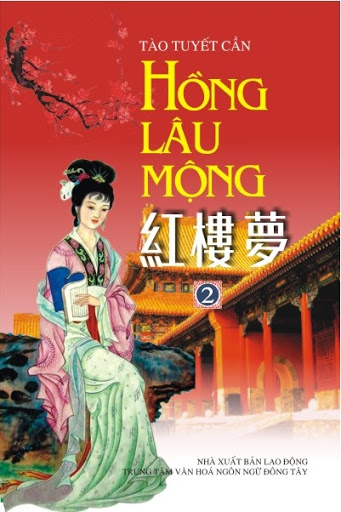 TÀO TUYẾT CẦN
HỒNG
LÂU
MỘNG
紅樓夢
2
NHÀ XUẤT BẢN LAO ĐỘNG
TRUNG TÂM VĂN HOÁ NGÔN NGỮ ĐÔNG TÂY